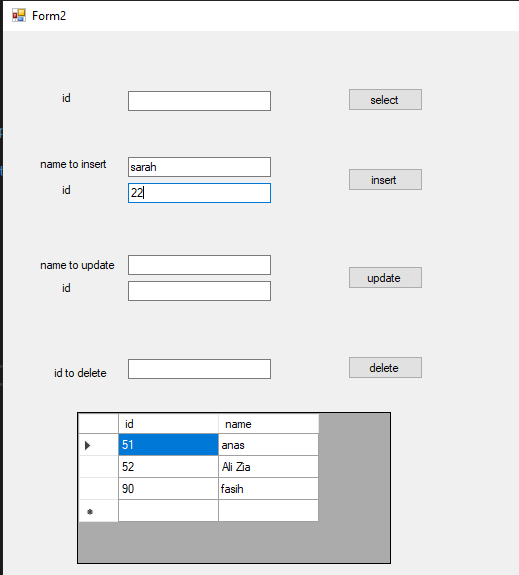 Form2
id
select
name to insert sarah
insert
id 22
name to update
update
id
id to delete
delete
id name
51 anas
52 Ali Zia
90 fasih